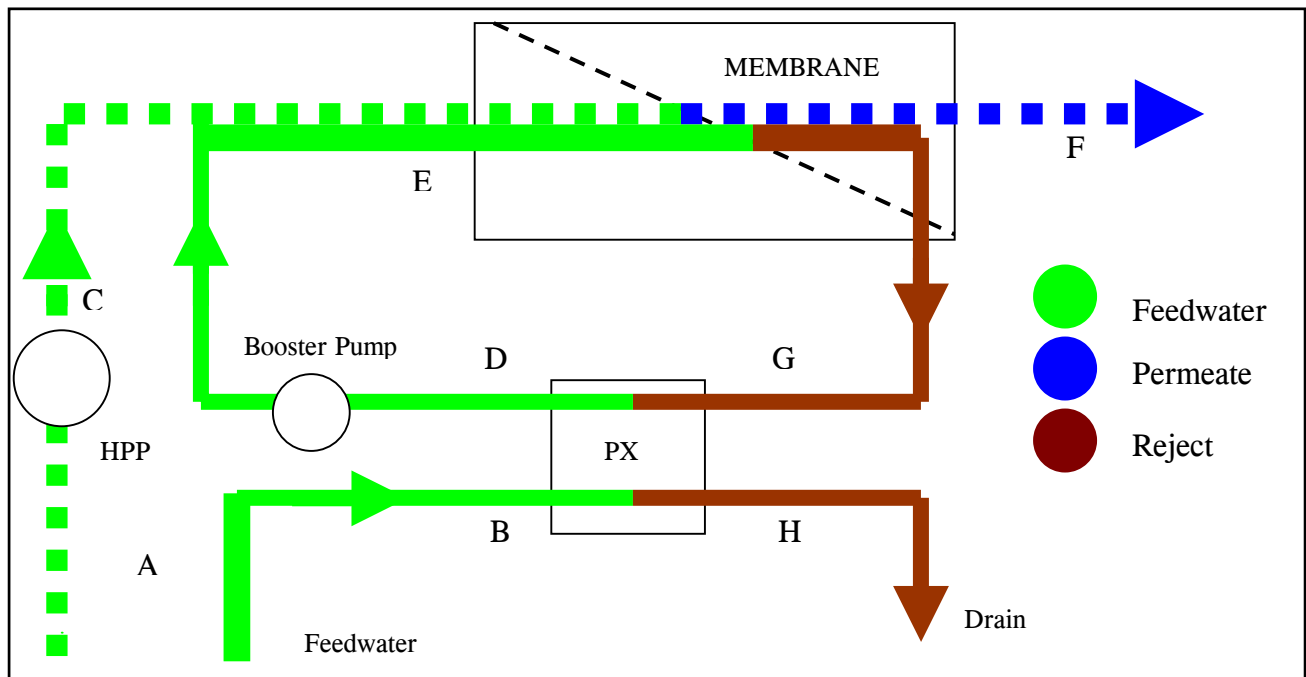 MEMBRANE
F
E
C
Feedwater
Booster Pump
D
G
Permeate
HPP
PX
Reject
B
H
A
Drain
Feedwater